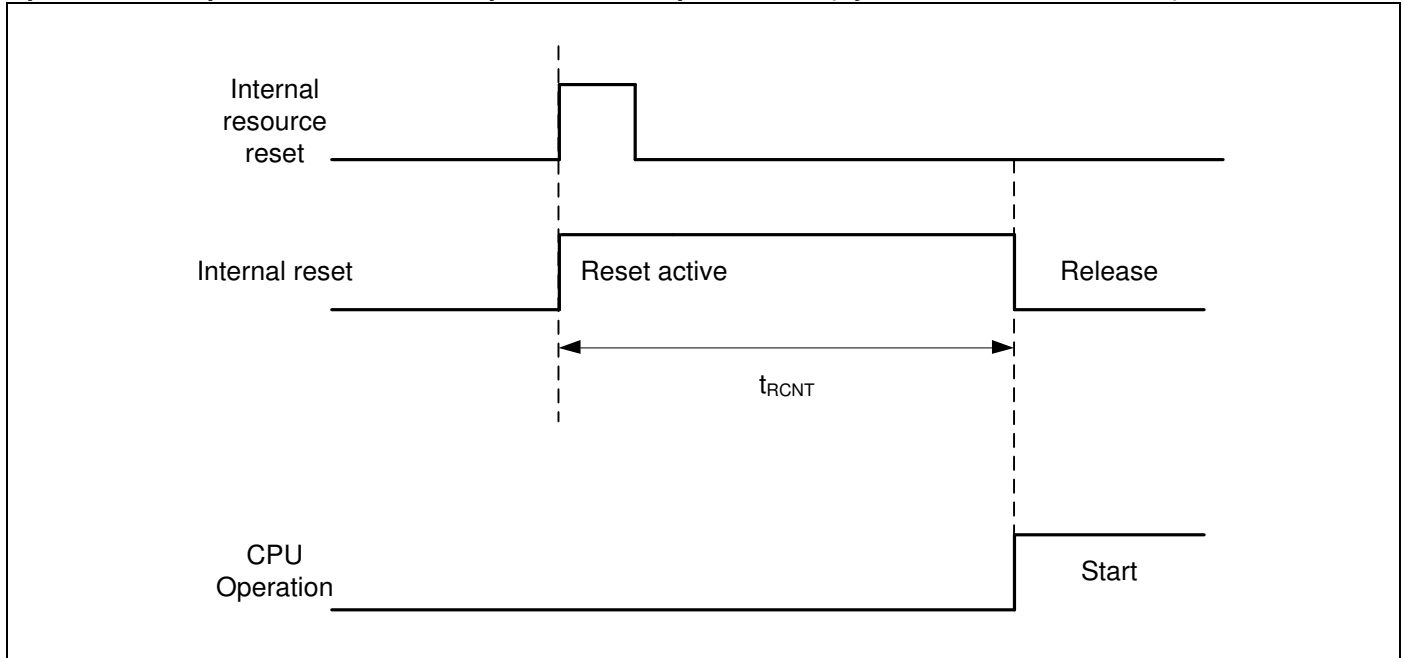 Internal
resource
reset
Internal reset
Reset active
Release
tRCNT
CPU
Operation
Start